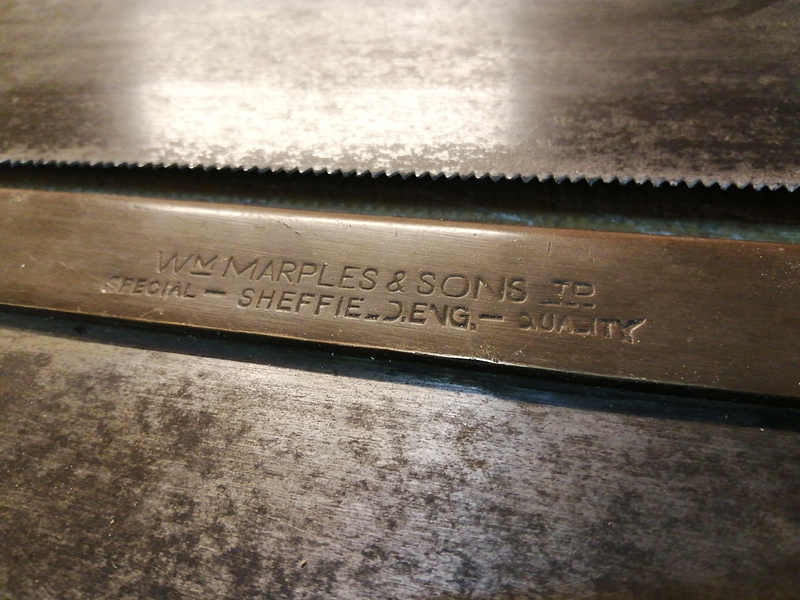 WM MARPLES & SONS LTD
SPECIAL — SHEFFIELD.ENG. — QUALITY